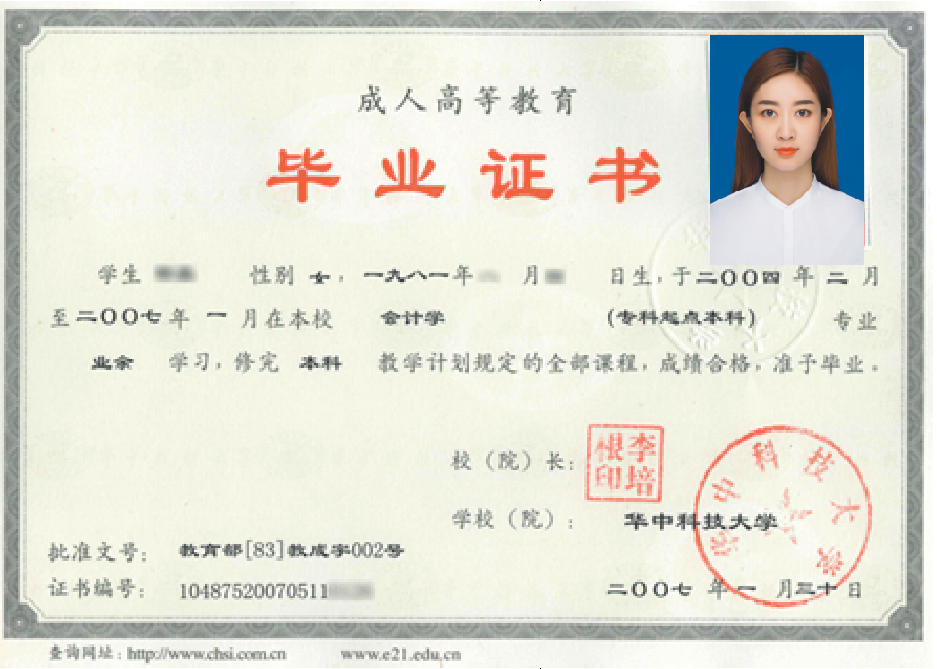 成人高等教育
毕业证书
学生 性别 女，一九八一年 月 日生，于二〇〇四年二月
至二〇〇七年一月在本校 会计学 (专科起点本科) 专业
业余 学习，修完 本科 教学计划规定的全部课程，成绩合格，准予毕业。
校（院）长：李培根印
学校（院）：华中科技大学
批准文号：教育部[83]教成字002号
证书编号：10487520070511
二〇〇七年一月三十日
华中科技大学
查询网址：http://www.chsi.com.cn www.e21.edu.cn